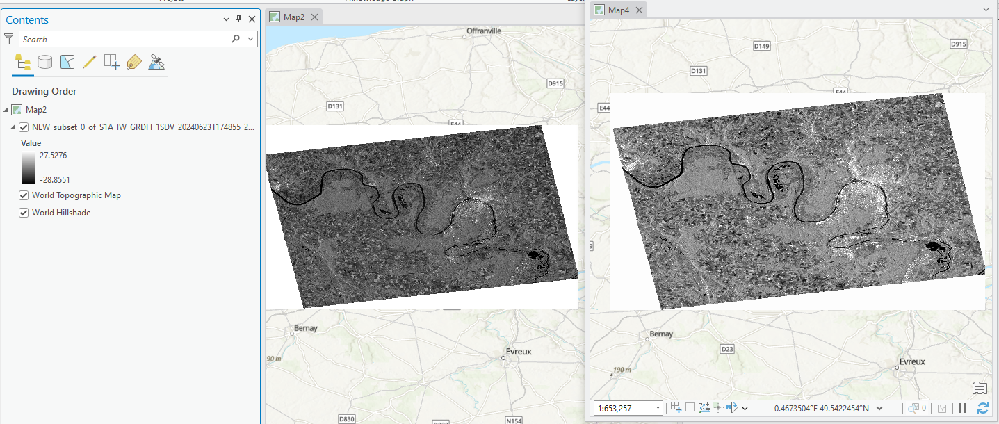 Contents
Search
Drawing Order
Map2
NEW_subset_0_of_S1A_IW_GRDH_1SDV_20240623T174855_2...
Value
27.5276
-28.8551
World Topographic Map
World Hillshade
Map2
Offranville
D915
D131
E44
Bernay
190 m
Evreux
D830
N154
Map4
D149
D915
D131
E44
E44
Bernay
D23
190 m
Evreux
1:653,257
0.4673504°E 49.5422454°N
0